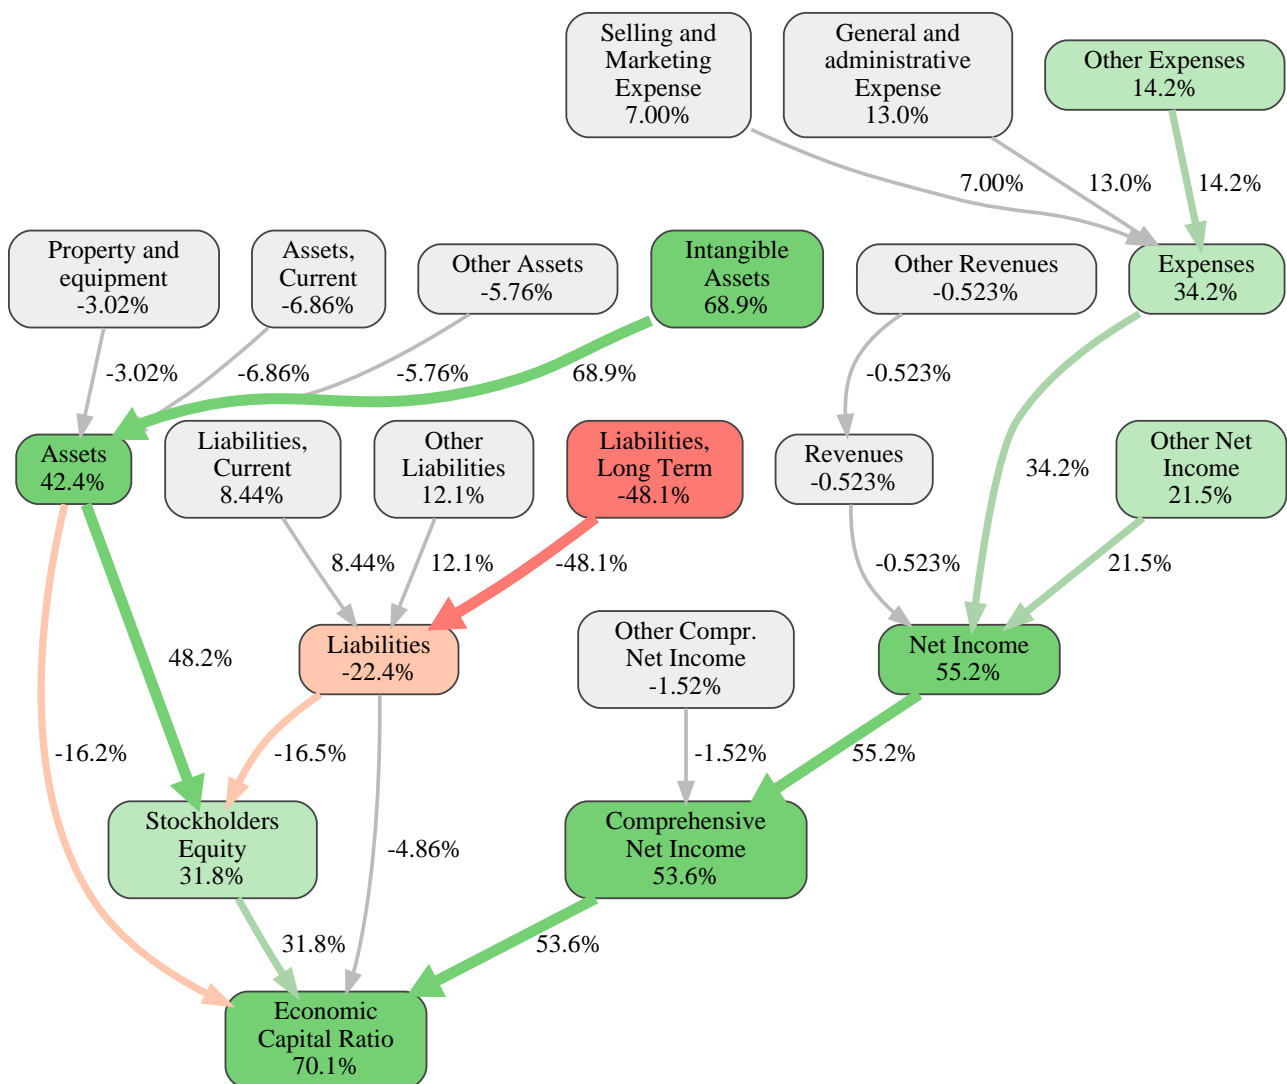 Selling and
Marketing
Expense
7.00%
General and
administrative
Expense
13.0%
Other Expenses
14.2%
7.00%
13.0%
14.2%
Property and
equipment
-3.02%
Assets,
Current
-6.86%
Other Assets
-5.76%
Intangible
Assets
68.9%
Other Revenues
-0.523%
Expenses
34.2%
-3.02%
-6.86%
-5.76%
68.9%
-0.523%
Assets
42.4%
Liabilities,
Current
8.44%
Other
Liabilities
12.1%
Liabilities,
Long Term
-48.1%
Revenues
-0.523%
34.2%
Other Net
Income
21.5%
8.44%
12.1%
-48.1%
-0.523%
21.5%
48.2%
Liabilities
-22.4%
Other Compr.
Net Income
-1.52%
Net Income
55.2%
-16.2%
-16.5%
-1.52%
55.2%
Stockholders
Equity
31.8%
-4.86%
Comprehensive
Net Income
53.6%
31.8%
53.6%
Economic
Capital Ratio
70.1%